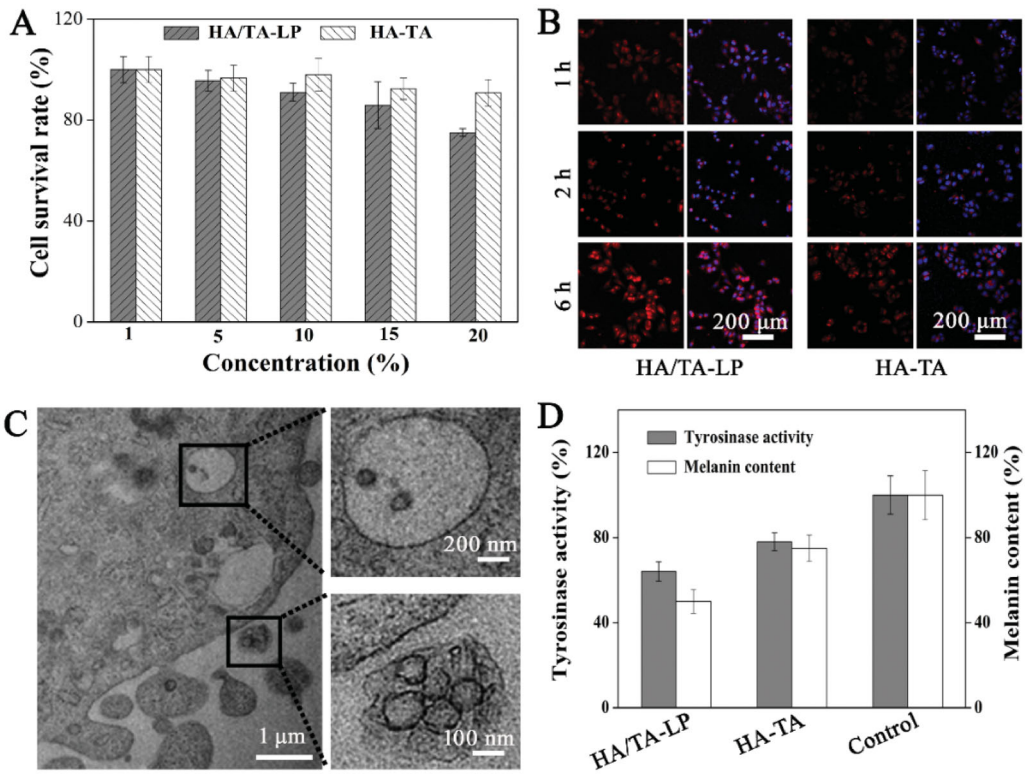 A
120
80
40
0
Cell survival rate (%)
HA/TA-LP
HA-TA
1 5 10 15 20
Concentration (%)
B
1 h
2 h
6 h
200 μm
200 μm
HA/TA-LP
HA-TA
C
1 μm
200 nm
100 nm
D
Tyrosinase activity
Melanin content
120
80
40
0
Tyrosinase activity (%)
120
80
40
0
Melanin content (%)
HA/TA-LP
HA-TA
Control